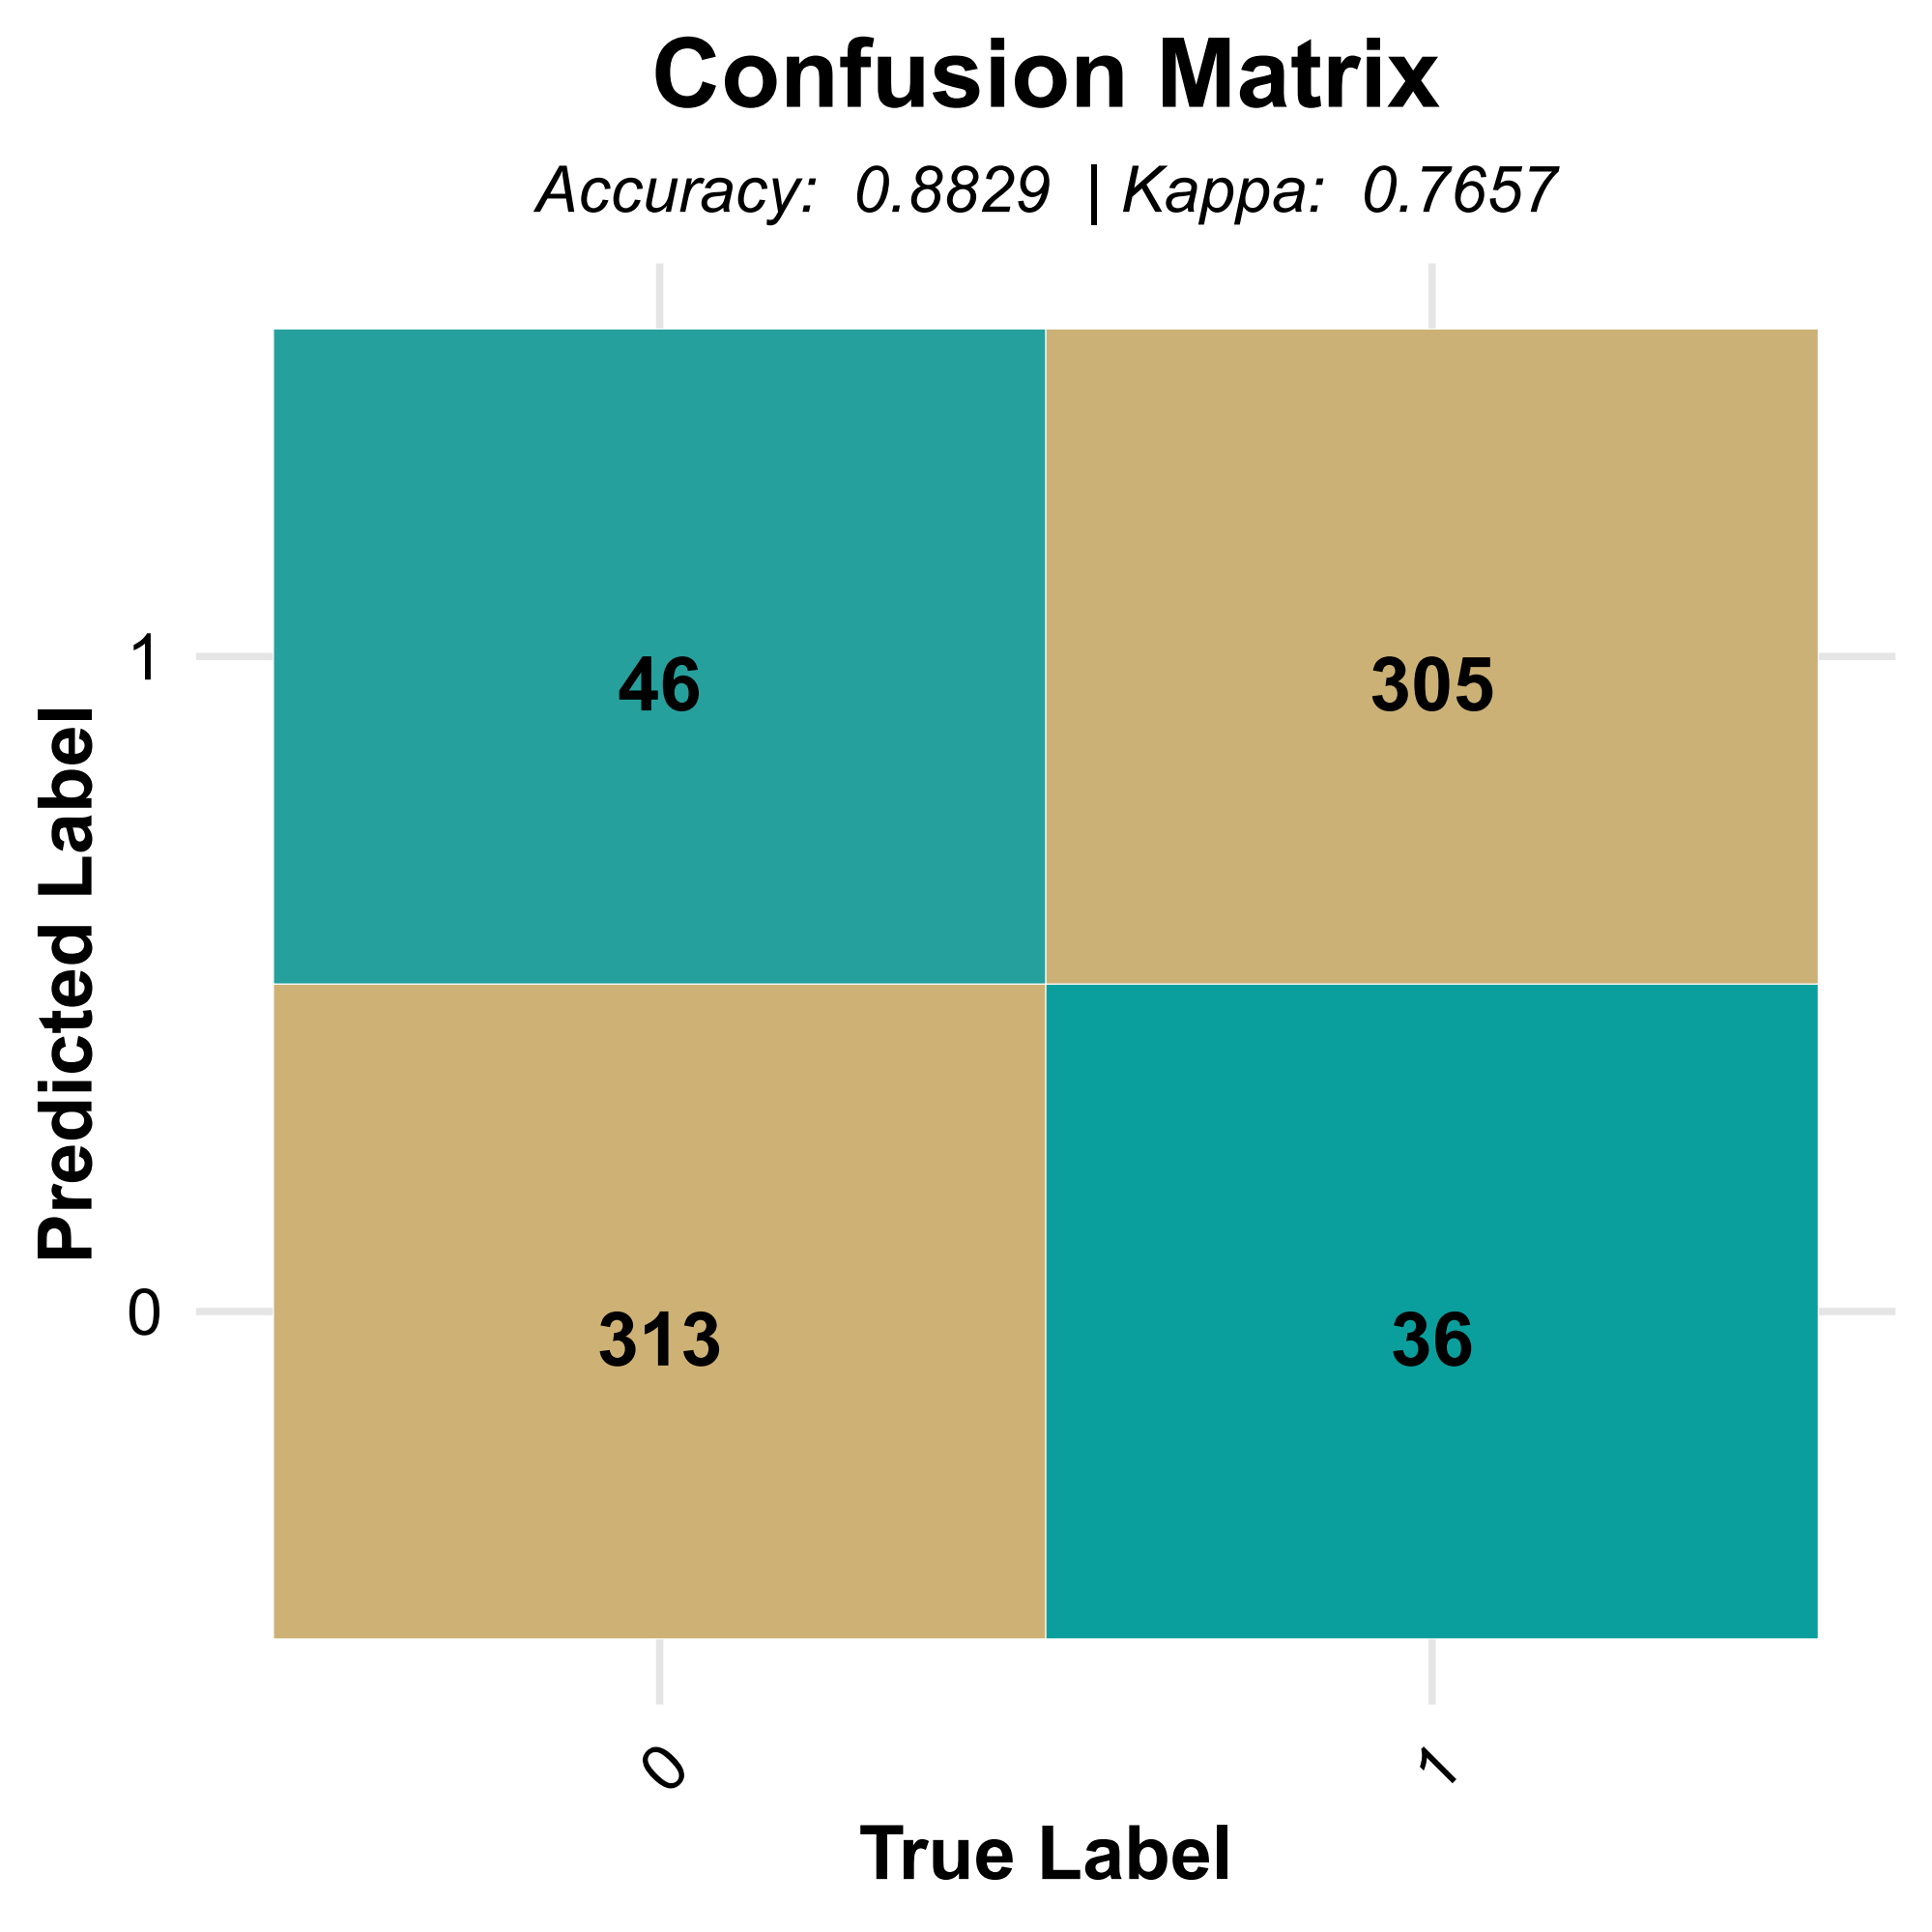 Confusion Matrix
Accuracy: 0.8829 | Kappa: 0.7657
Predicted Label
1
46
305
0
313
36
0
1
True Label